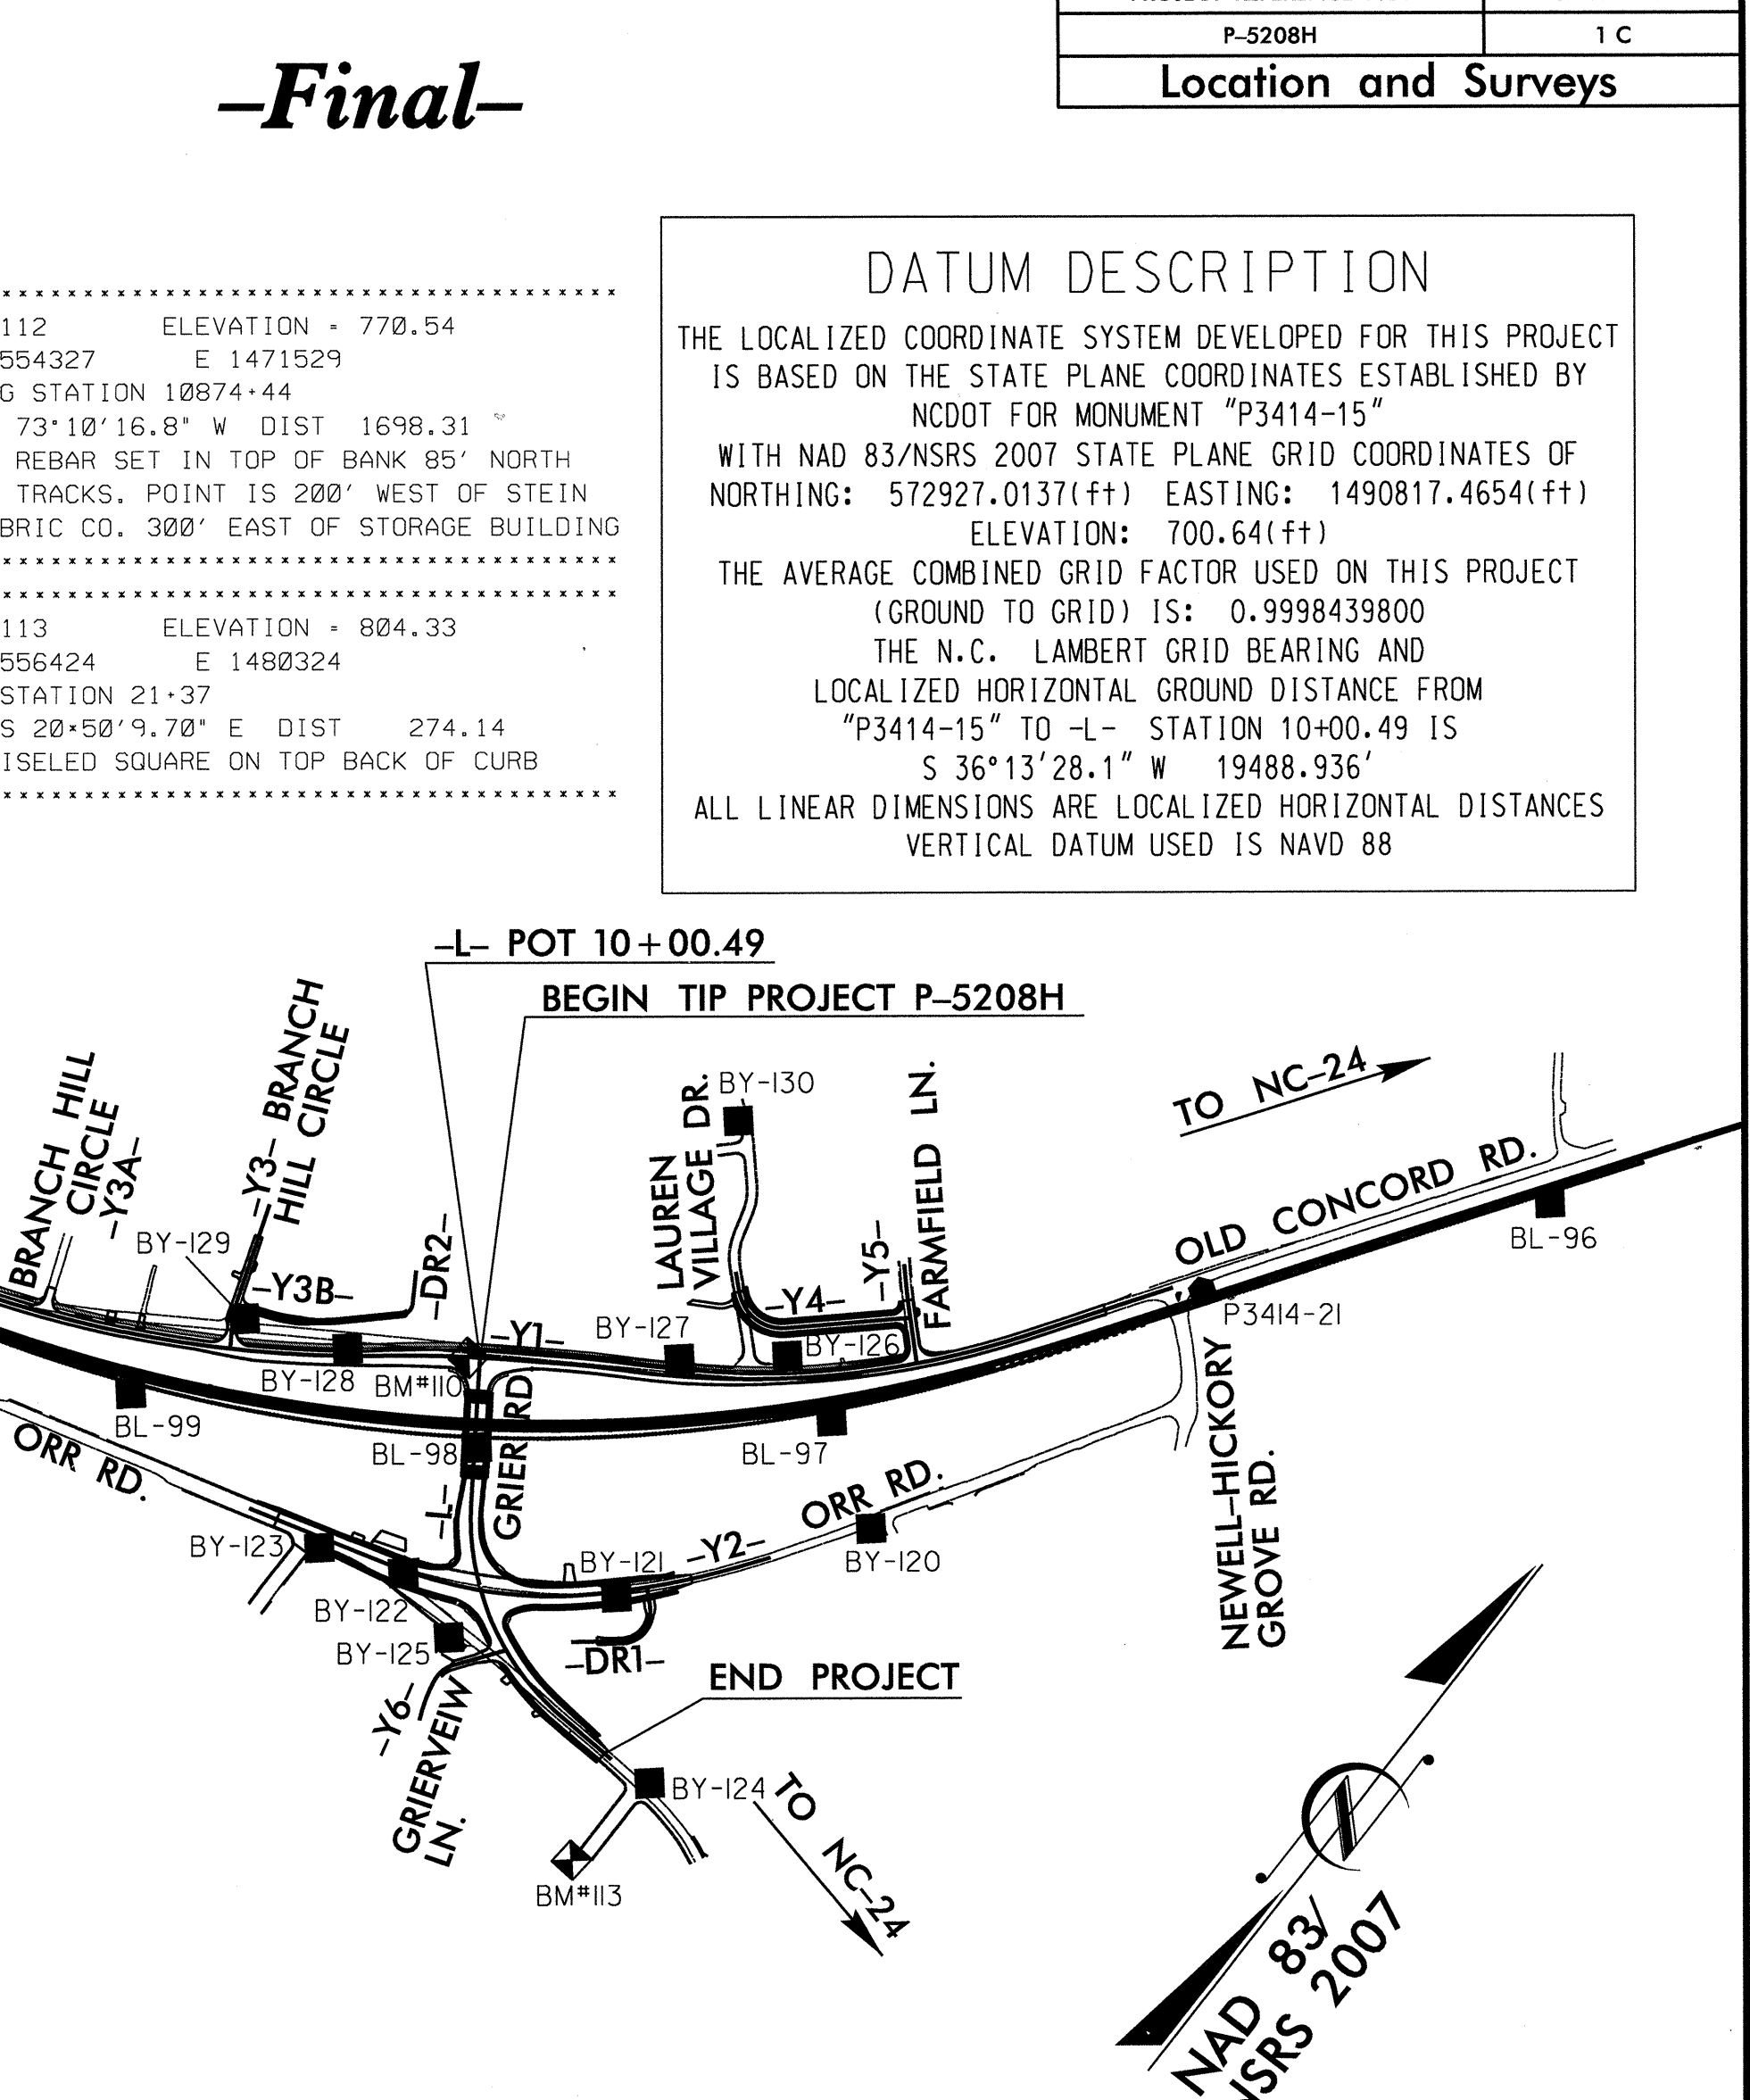 P–5208H 1 C
Location and Surveys
–Final–
112 ELEVATION = 770.54
554327 E 1471529
G STATION 10874+44
73°10'16.8" W DIST 1698.31
REBAR SET IN TOP OF BANK 85' NORTH
TRACKS. POINT IS 200' WEST OF STEIN
BRIC CO. 300' EAST OF STORAGE BUILDING
113 ELEVATION = 804.33
556424 E 1480324
STATION 21+37
S 20*50'9.70" E DIST 274.14
ISELED SQUARE ON TOP BACK OF CURB
DATUM DESCRIPTION
THE LOCALIZED COORDINATE SYSTEM DEVELOPED FOR THIS PROJECT
IS BASED ON THE STATE PLANE COORDINATES ESTABLISHED BY
NCDOT FOR MONUMENT "P3414-15"
WITH NAD 83/NSRS 2007 STATE PLANE GRID COORDINATES OF
NORTHING: 572927.0137(ft) EASTING: 1490817.4654(ft)
ELEVATION: 700.64(ft)
THE AVERAGE COMBINED GRID FACTOR USED ON THIS PROJECT
(GROUND TO GRID) IS: 0.9998439800
THE N.C. LAMBERT GRID BEARING AND
LOCALIZED HORIZONTAL GROUND DISTANCE FROM
"P3414-15" TO -L- STATION 10+00.49 IS
S 36°13'28.1" W 19488.936'
ALL LINEAR DIMENSIONS ARE LOCALIZED HORIZONTAL DISTANCES
VERTICAL DATUM USED IS NAVD 88
–L– POT 10+00.49
BEGIN TIP PROJECT P–5208H
BRANCH HILL
CIRCLE
–Y3A–
–Y3– BRANCH
HILL CIRCLE
BY-129
–Y3B–
–DR2–
LAUREN
VILLAGE DR.
BY-130
–Y5–
FARMFIELD LN.
TO NC–24
OLD CONCORD RD.
BL-96
–Y1–
BY-127
–Y4–
BY-126
P3414-21
BY-128
BM#110
BL-99
BL-98
BL-97
ORR RD.
–L–
GRIER RD
NEWELL–HICKORY
GROVE RD.
ORR RD.
BY-123
BY-121
–Y2–
BY-120
BY-122
BY-125
–DR1–
END PROJECT
–Y6–
GRIERVEIW
LN.
BY-124
TO NC–24
BM#113
NAD 83/
NSRS 2007